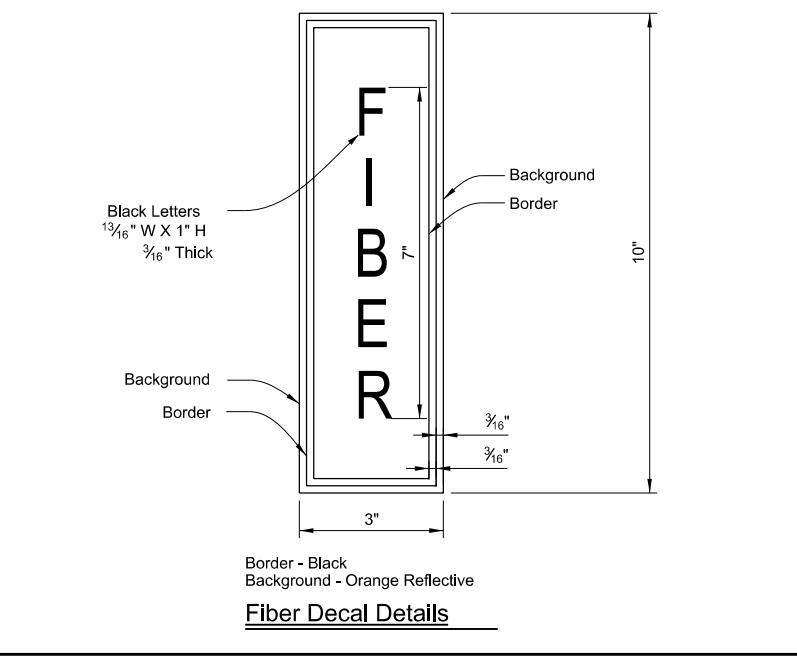 F
I
B
E
R
7"
10"
Background
Border
Black Letters
13⁄16" W X 1" H
3⁄16" Thick
Background
Border
3⁄16"
3⁄16"
3"
Border - Black
Background - Orange Reflective
Fiber Decal Details